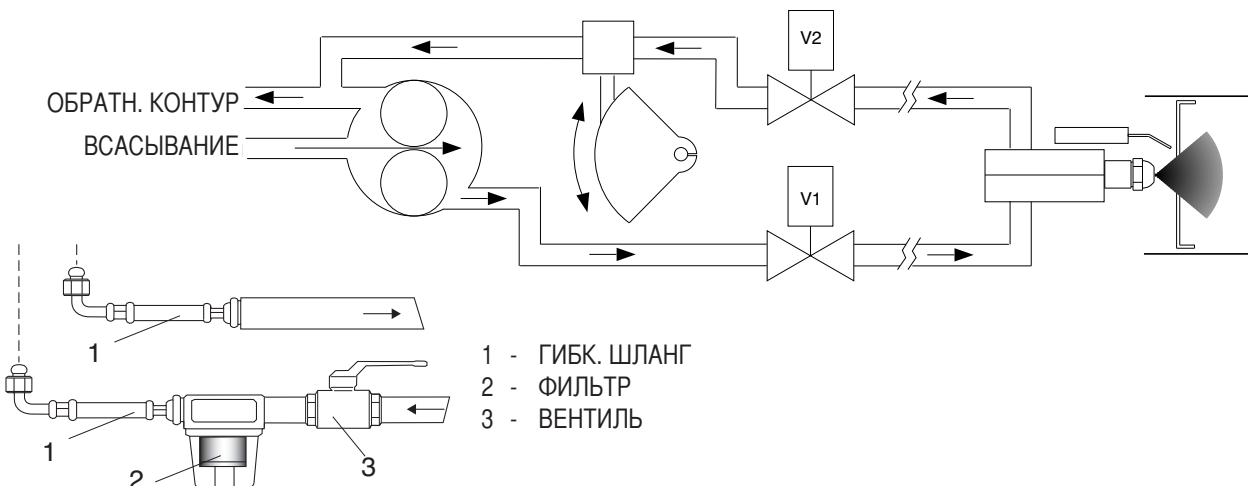 V2
ОБРАТН. КОНТУР
ВСАСЫВАНИЕ
V1
1
1 - ГИБК. ШЛАНГ
2 - ФИЛЬТР
3 - ВЕНТИЛЬ
1
3
2